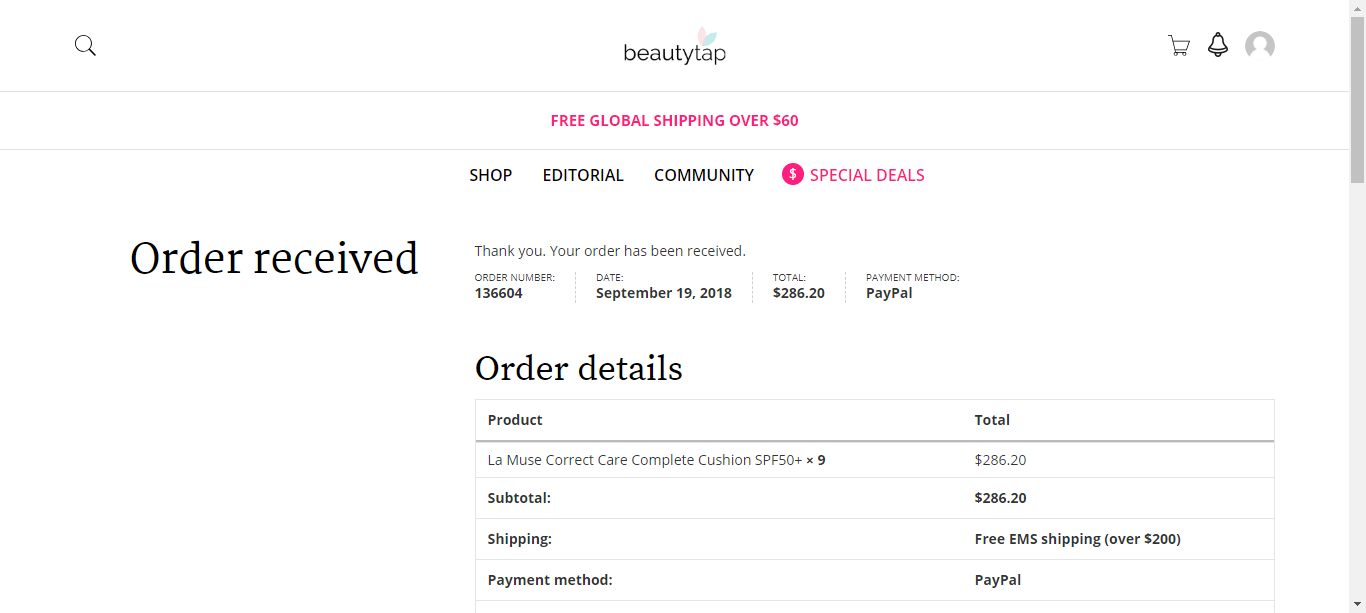 beautytap
FREE GLOBAL SHIPPING OVER $60
SHOP EDITORIAL COMMUNITY $ SPECIAL DEALS
Order received
Thank you. Your order has been received.
ORDER NUMBER: DATE: TOTAL: PAYMENT METHOD:
136604 September 19, 2018 $286.20 PayPal
Order details
Product Total
La Muse Correct Care Complete Cushion SPF50+ × 9 $286.20
Subtotal: $286.20
Shipping: Free EMS shipping (over $200)
Payment method: PayPal